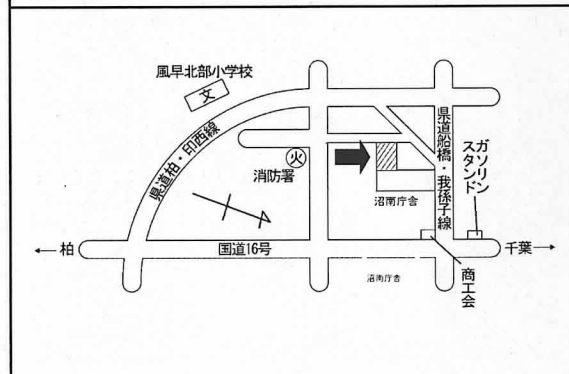 風早北部小学校
文
県道柏・印西線
火
消防署
沼南庁舎
県道船橋・我孫子線
ガソリン
スタンド
←柏
国道16号
千葉→
沼南庁舎
商工会